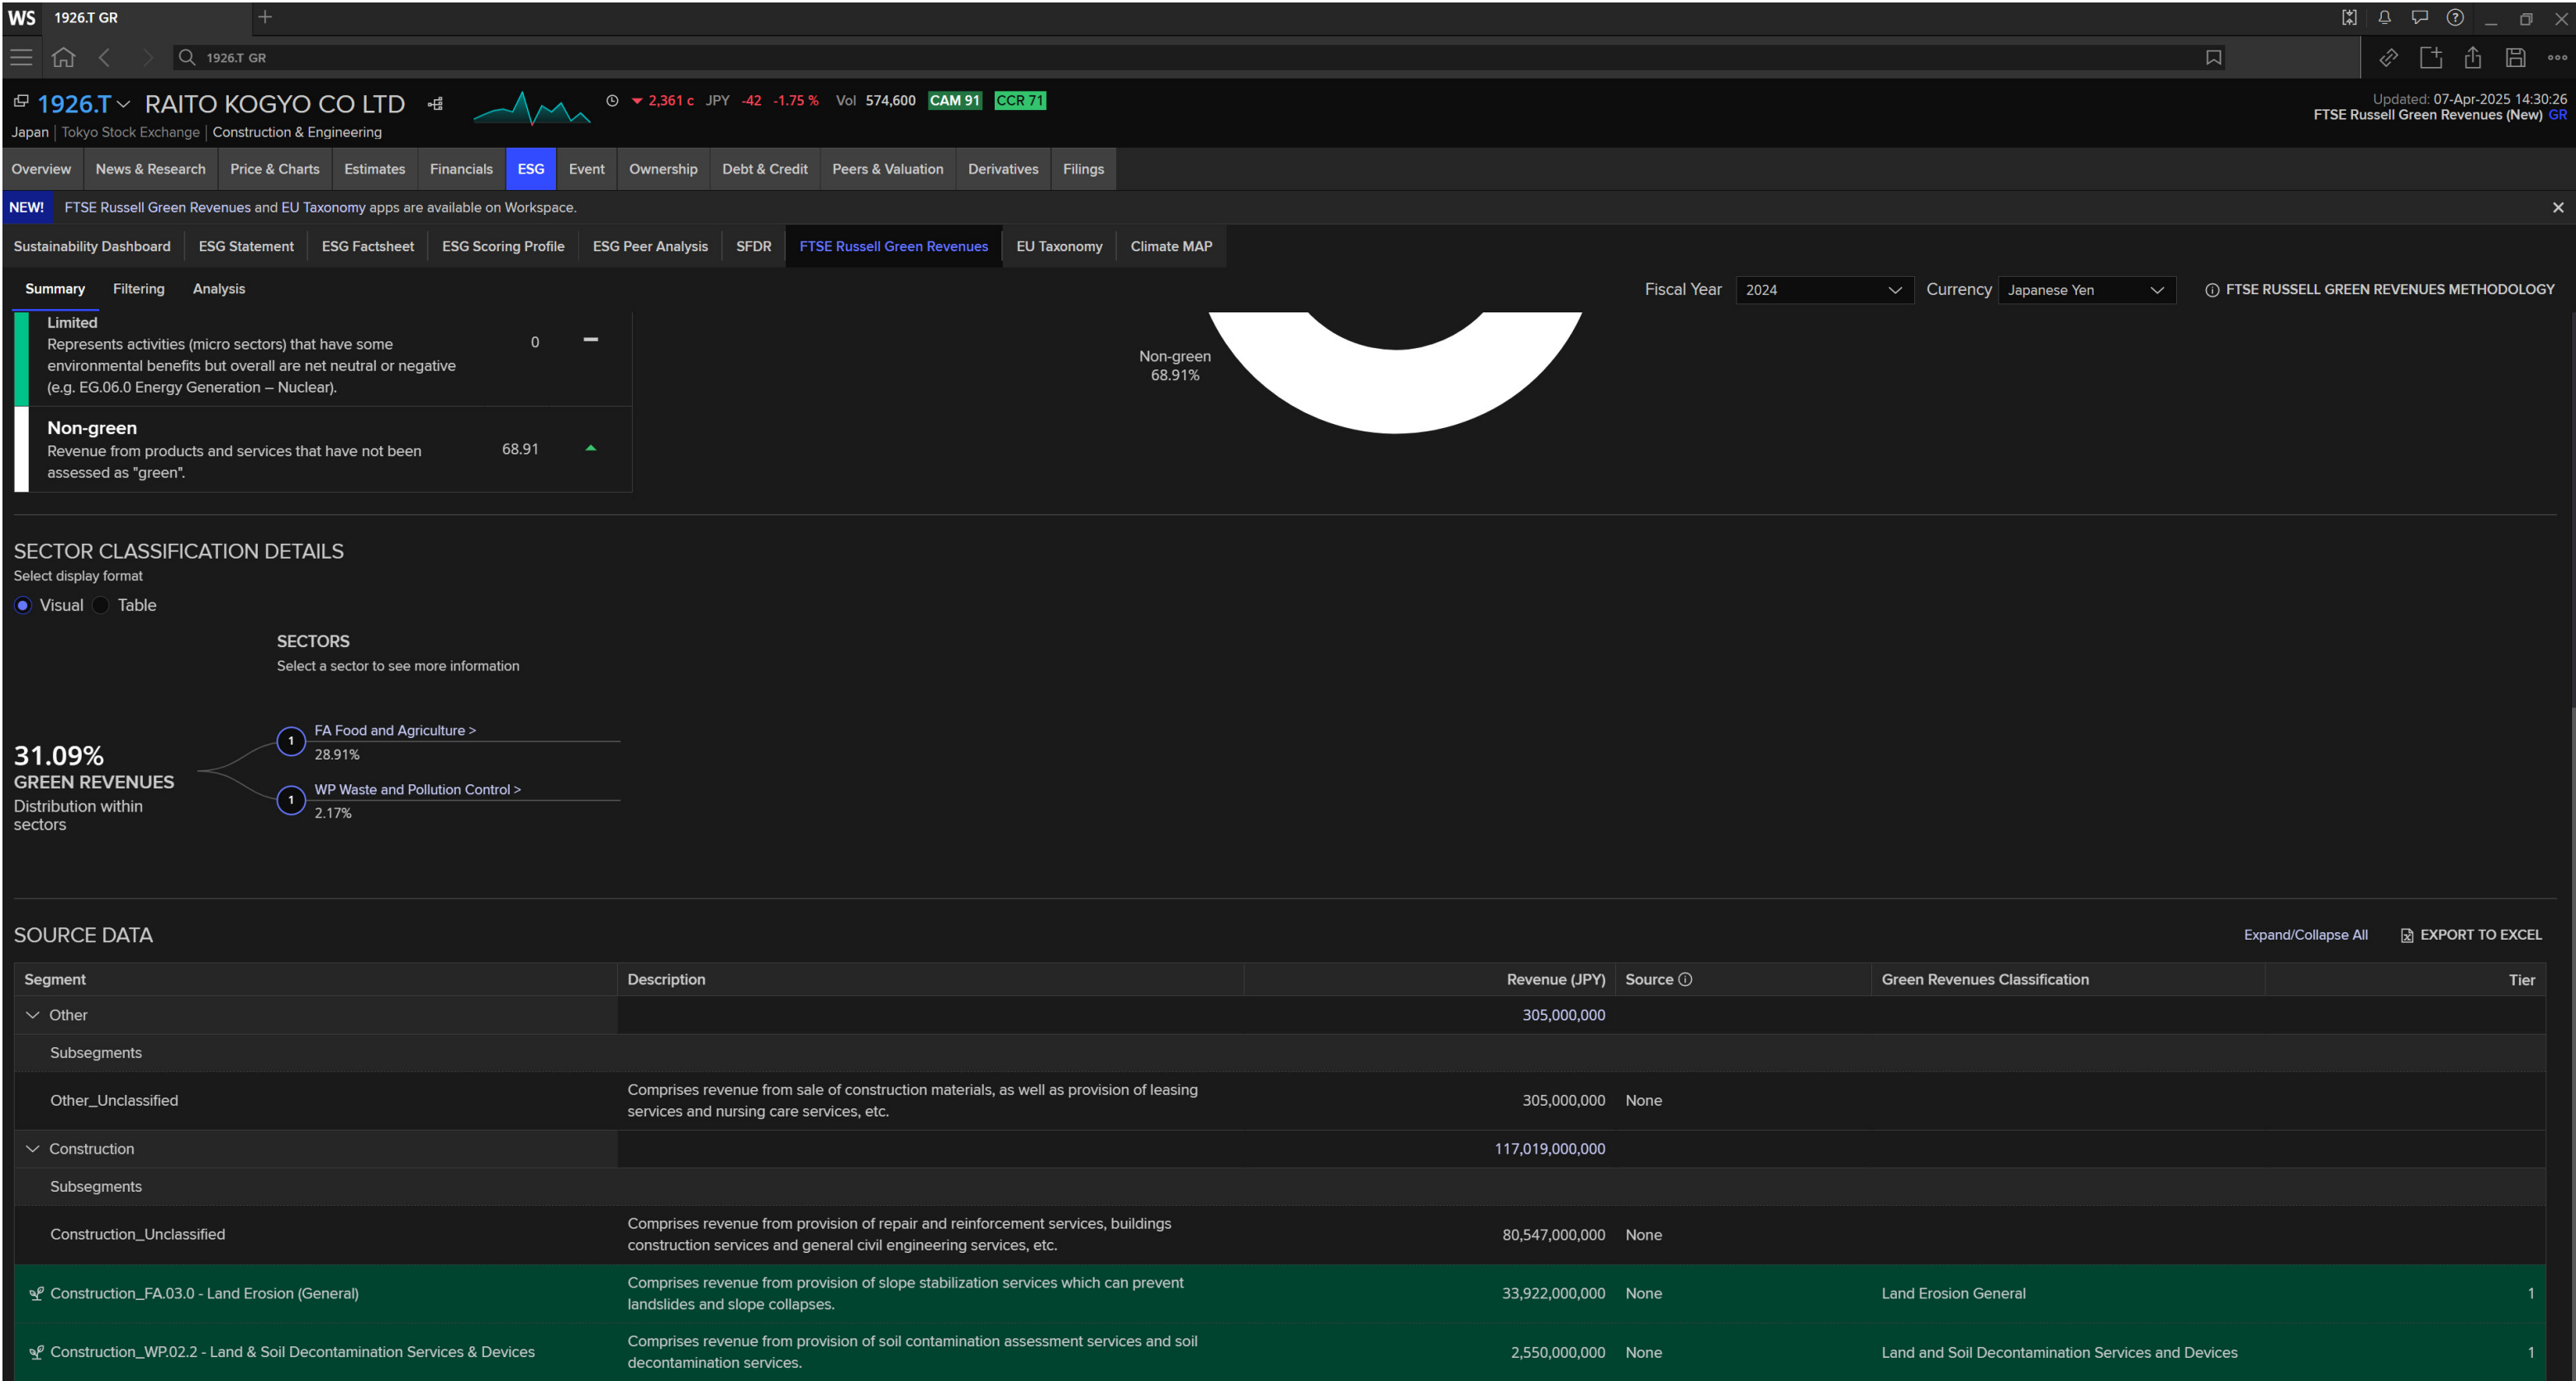 WS 1926.T GR
1926.T GR
1926.T RAITO KOGYO CO LTD 2,361 c JPY -42 -1.75 % Vol 574,600 CAM 91 CCR 71
Updated: 07-Apr-2025 14:30:26
Japan | Tokyo Stock Exchange | Construction & Engineering
FTSE Russell Green Revenues (New) GR
Overview News & Research Price & Charts Estimates Financials ESG Event Ownership Debt & Credit Peers & Valuation Derivatives Filings
NEW! FTSE Russell Green Revenues and EU Taxonomy apps are available on Workspace.
Sustainability Dashboard ESG Statement ESG Factsheet ESG Scoring Profile ESG Peer Analysis SFDR FTSE Russell Green Revenues EU Taxonomy Climate MAP
Summary Filtering Analysis Fiscal Year 2024 Currency Japanese Yen FTSE RUSSELL GREEN REVENUES METHODOLOGY
Limited
Represents activities (micro sectors) that have some
environmental benefits but overall are net neutral or negative
(e.g. EG.06.0 Energy Generation – Nuclear).
0
Non-green
Revenue from products and services that have not been
assessed as "green".
68.91
Non-green
68.91%
SECTOR CLASSIFICATION DETAILS
Select display format
Visual Table
SECTORS
Select a sector to see more information
31.09%
GREEN REVENUES
Distribution within
sectors
1 FA Food and Agriculture >
28.91%
1 WP Waste and Pollution Control >
2.17%
SOURCE DATA
Expand/Collapse All EXPORT TO EXCEL
Segment Description Revenue (JPY) Source Green Revenues Classification Tier
Other 305,000,000
Subsegments
Other_Unclassified
Comprises revenue from sale of construction materials, as well as provision of leasing
services and nursing care services, etc.
305,000,000 None
Construction 117,019,000,000
Subsegments
Construction_Unclassified
Comprises revenue from provision of repair and reinforcement services, buildings
construction services and general civil engineering services, etc.
80,547,000,000 None
Construction_FA.03.0 - Land Erosion (General)
Comprises revenue from provision of slope stabilization services which can prevent
landslides and slope collapses.
33,922,000,000 None Land Erosion General 1
Construction_WP.02.2 - Land & Soil Decontamination Services & Devices
Comprises revenue from provision of soil contamination assessment services and soil
decontamination services.
2,550,000,000 None Land and Soil Decontamination Services and Devices 1